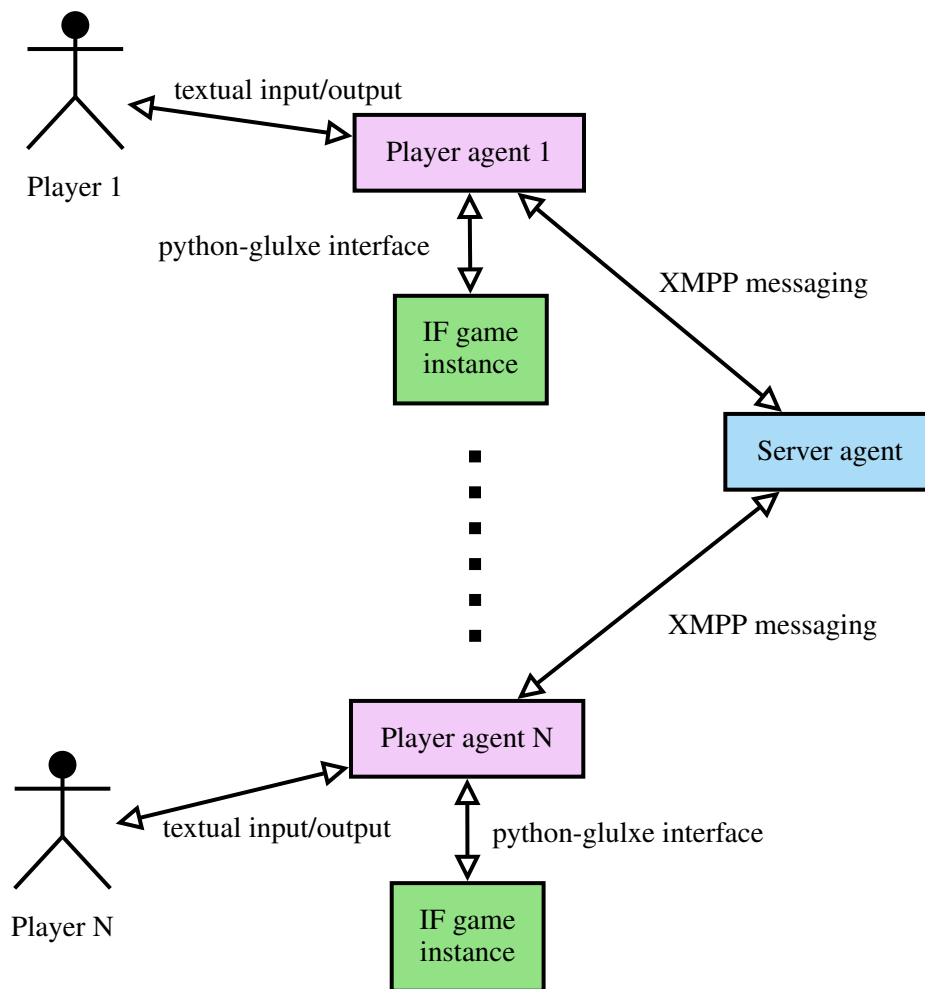 textual input/output
Player 1
Player agent 1
python-glulxe interface
XMPP messaging
IF game
instance
Server agent
XMPP messaging
Player agent N
textual input/output
python-glulxe interface
Player N
IF game
instance